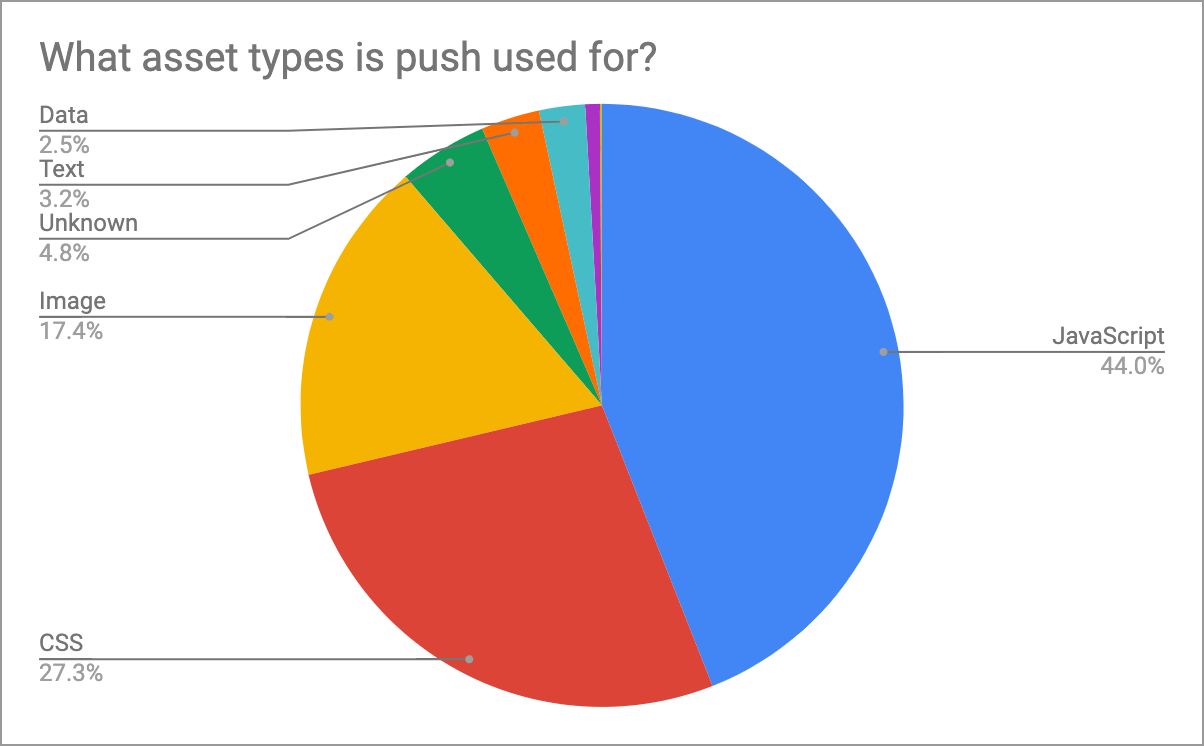 What asset types is push used for?
Data
2.5%
Text
3.2%
Unknown
4.8%
Image
17.4%
JavaScript
44.0%
CSS
27.3%